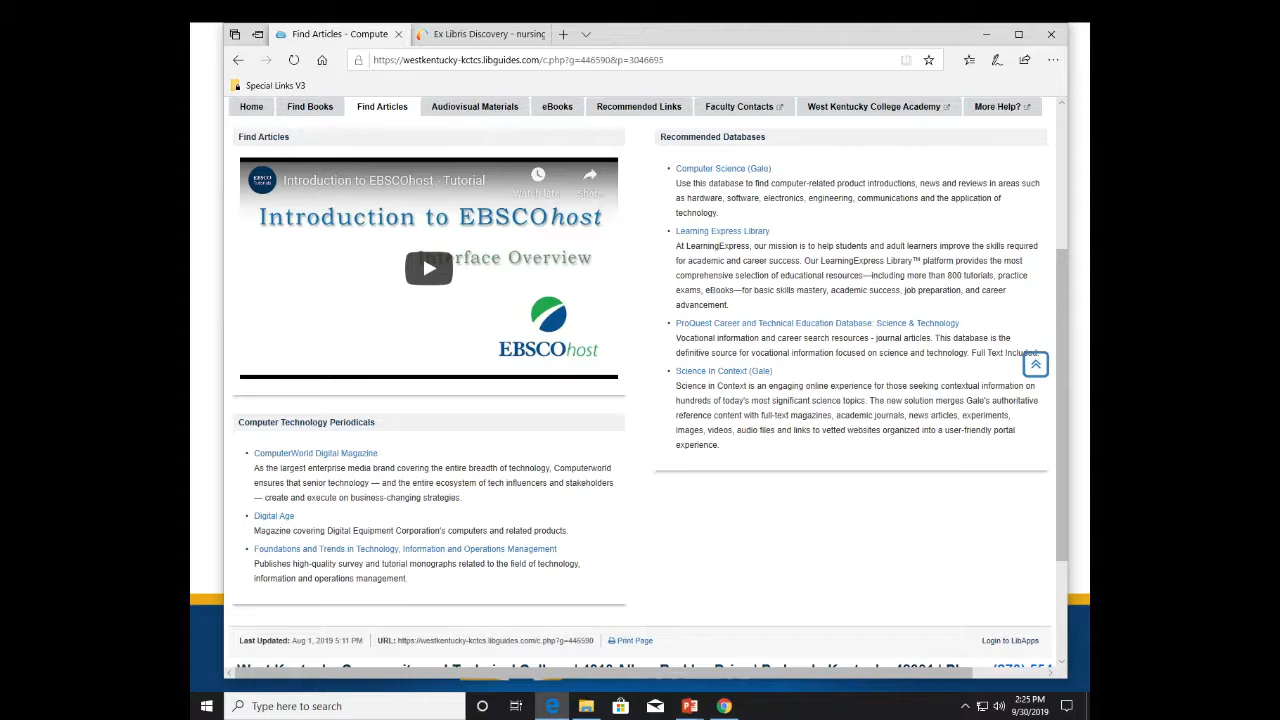 Find Articles - Compute
Ex Libris Discovery - nursing
https://westkentucky-kctcs.libguides.com/c.php?g=446590&p=3046695
Special Links V3
Home
Find Books
Find Articles
Audiovisual Materials
eBooks
Recommended Links
Faculty Contacts
West Kentucky College Academy
More Help?
Find Articles
EBSCO
Tutorials
Introduction to EBSCOhost - Tutorial
Watch late
Share
Introduction to EBSCOhost
Interface Overview
EBSCOhost
Computer Technology Periodicals
ComputerWorld Digital Magazine
As the largest enterprise media brand covering the entire breadth of technology, Computerworld
ensures that senior technology — and the entire ecosystem of tech influencers and stakeholders
— create and execute on business-changing strategies.
Digital Age
Magazine covering Digital Equipment Corporation's computers and related products.
Foundations and Trends in Technology, Information and Operations Management
Publishes high-quality survey and tutorial monographs related to the field of technology,
information and operations management.
Recommended Databases
Computer Science (Gale)
Use this database to find computer-related product introductions, news and reviews in areas such
as hardware, software, electronics, engineering, communications and the application of
technology.
Learning Express Library
At LearningExpress, our mission is to help students and adult learners improve the skills required
for academic and career success. Our LearningExpress Library™ platform provides the most
comprehensive selection of educational resources—including more than 800 tutorials, practice
exams, eBooks—for basic skills mastery, academic success, job preparation, and career
advancement.
ProQuest Career and Technical Education Database: Science & Technology
Vocational information and career search resources - journal articles. This database is the
definitive source for vocational information focused on science and technology. Full Text Included.
Science In Context (Gale)
Science in Context is an engaging online experience for those seeking contextual information on
hundreds of today's most significant science topics. The new solution merges Gale's authoritative
reference content with full-text magazines, academic journals, news articles, experiments,
images, videos, audio files and links to vetted websites organized into a user-friendly portal
experience.
Last Updated: Aug 1, 2019 5:11 PM
URL: https://westkentucky-kctcs.libguides.com/c.php?g=446590
Print Page
Login to LibApps
Type here to search
2:25 PM
9/30/2019